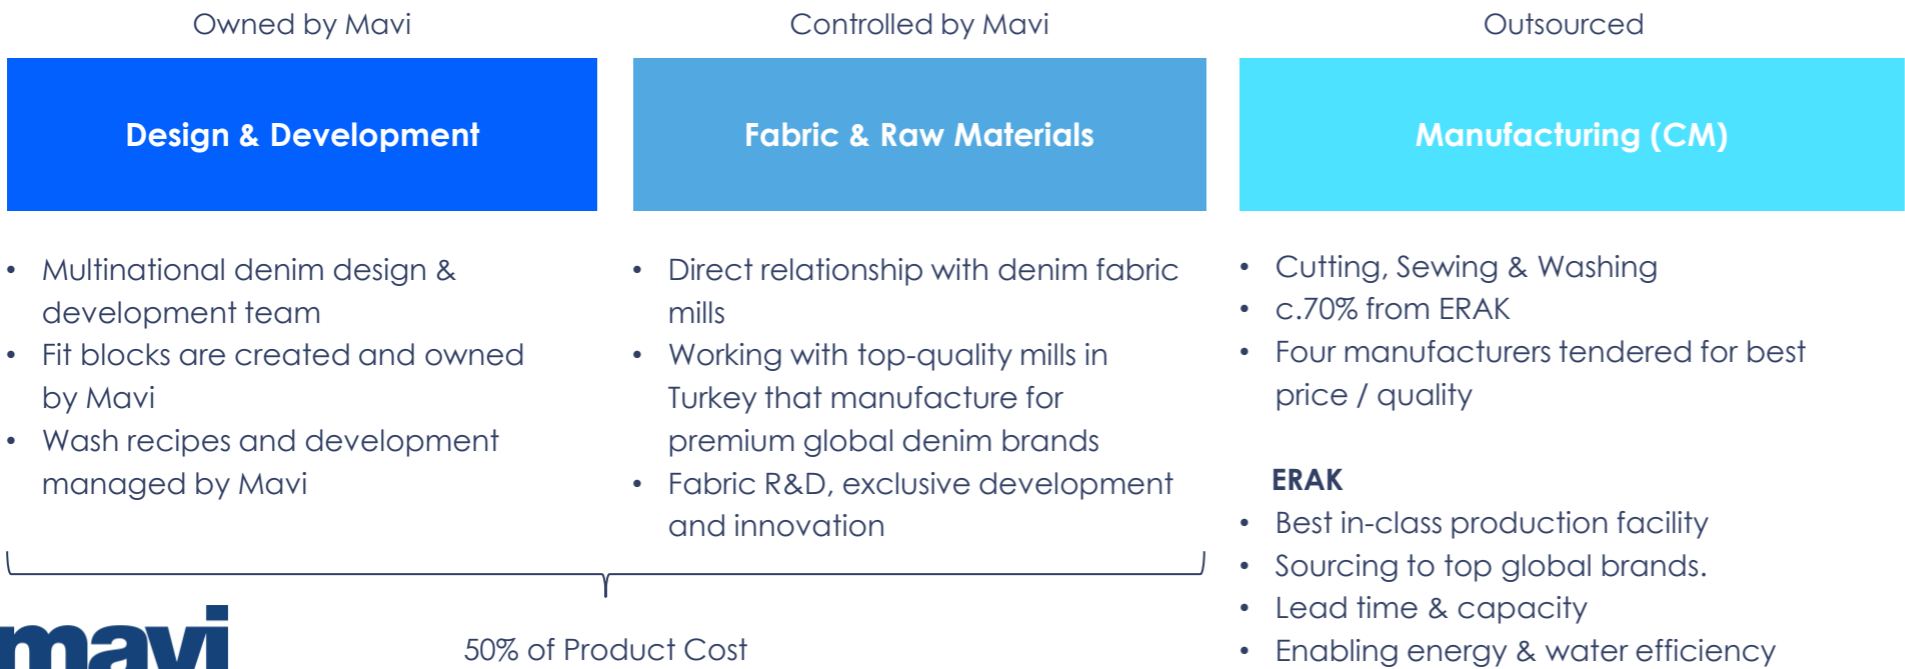 Owned by Mavi
Design & Development
• Multinational denim design &
development team
• Fit blocks are created and owned
by Mavi
• Wash recipes and development
managed by Mavi
Controlled by Mavi
Fabric & Raw Materials
• Direct relationship with denim fabric
mills
• Working with top-quality mills in
Turkey that manufacture for
premium global denim brands
• Fabric R&D, exclusive development
and innovation
50% of Product Cost
Outsourced
Manufacturing (CM)
• Cutting, Sewing & Washing
• c.70% from ERAK
• Four manufacturers tendered for best
price / quality
ERAK
• Best in-class production facility
• Sourcing to top global brands.
• Lead time & capacity
• Enabling energy & water efficiency
mavi